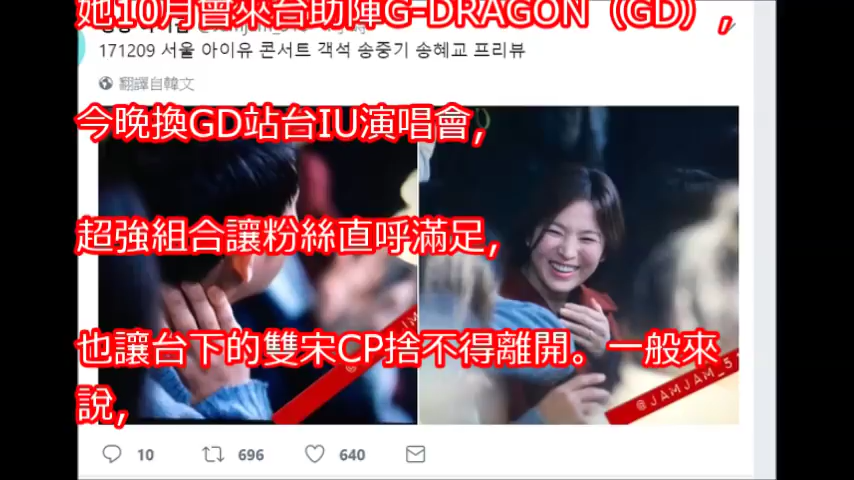 她10月曾來台助陣G-DRAGON（GD），
171209 서울 아이유 콘서트 객석 송중기 송혜교 프리뷰
翻譯自韓文
今晚換GD站台IU演唱會，
超強組合讓粉絲直呼滿足，
也讓台下的雙宋CP捨不得離開。一般來
說，
@JAMJAM_5
10 696 640